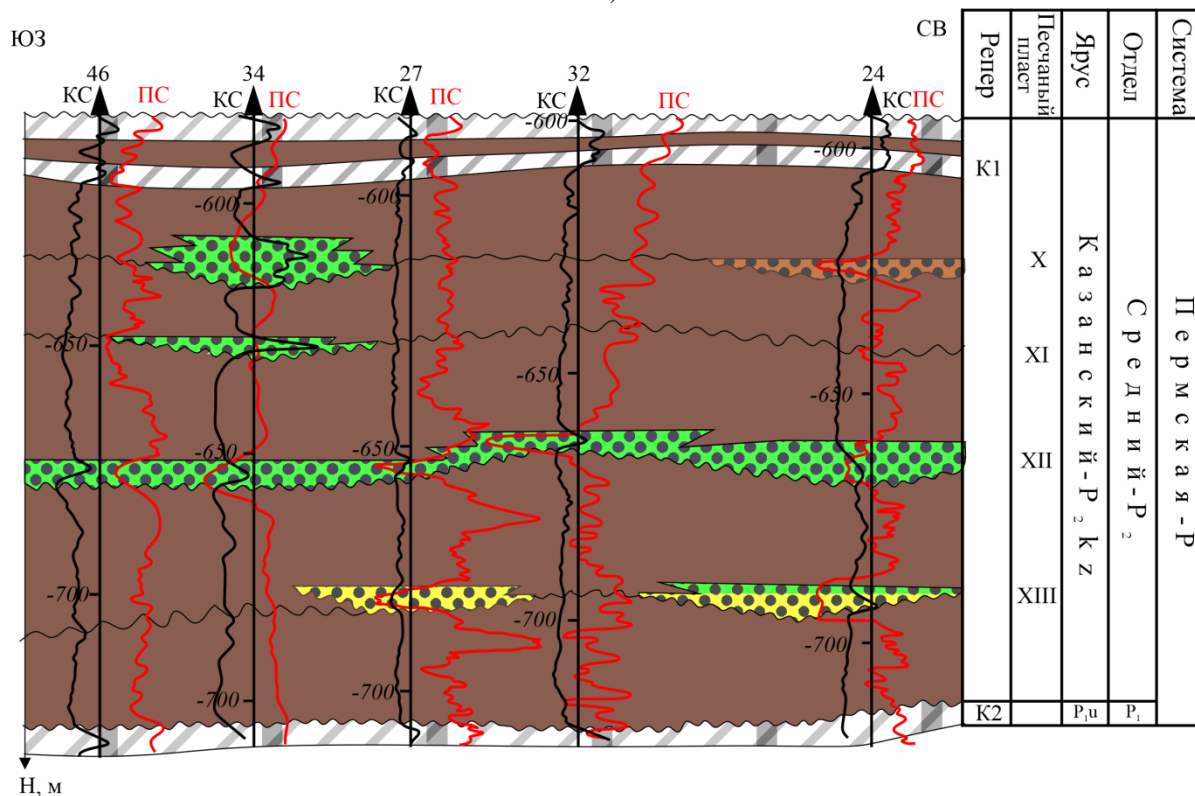 ЮЗ
СВ
46
34
27
32
24
КС
ПС
КС
ПС
КС
ПС
КС
ПС
КС
ПС
Репер
Песчаный
пласт
Ярус
Отдел
Система
-600
-600
-600
-600
К1
X
-650
-650
-650
XI
-650
-650
XII
-700
-700
-700
-700
-700
XIII
К2
Казанский-P₂kz
Средний-P₂
Пермская-P
P₁u
P₁
Н, м